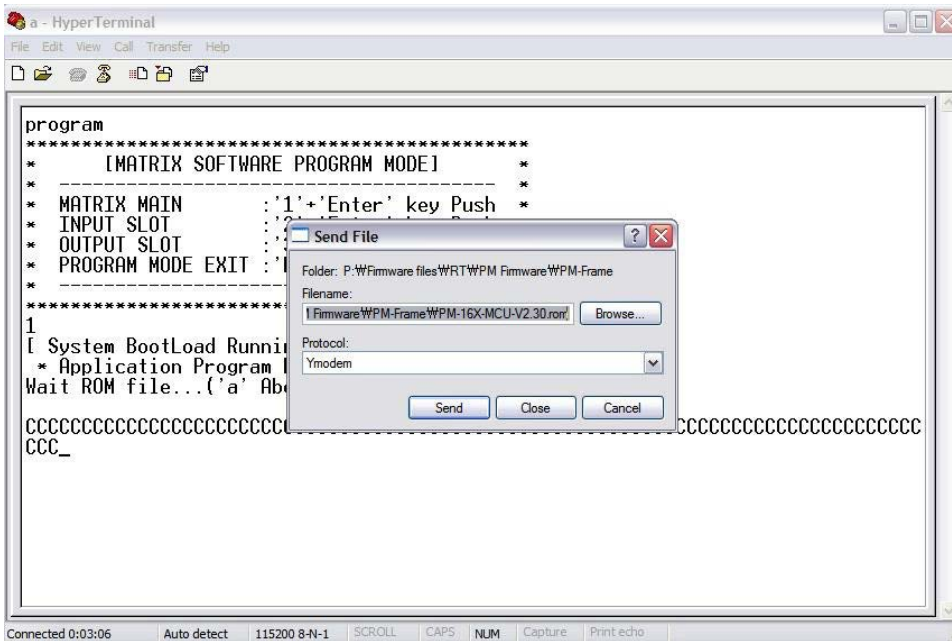 a - HyperTerminal
File Edit View Call Transfer Help
program
*******************************************************
* [MATRIX SOFTWARE PROGRAM MODE] *
* ----------------------------------------------- *
* MATRIX MAIN :'1'+'Enter' key Push *
* INPUT SLOT
* OUTPUT SLOT
* PROGRAM MODE EXIT
* -----------------------
*******************************
1
[ System BootLoad
* Application Program
Wait ROM file...('a'
CCCCCCCCCCCCCCCCCCCCCCCCCCCCC
CCCCCCCCCCCCCCCCCCCCCCCCCCC
CCC_
Send File
Folder: P:₩Firmware files₩RT₩PM Firmware₩PM-Frame
Filename:
Firmware₩PM-Frame₩PM-16X-MCU-V2.30.rom
Browse...
Protocol:
Ymodem
Send Close Cancel
Connected 0:03:06 Auto detect 115200 8-N-1 SCROLL CAPS NUM Capture Print echo